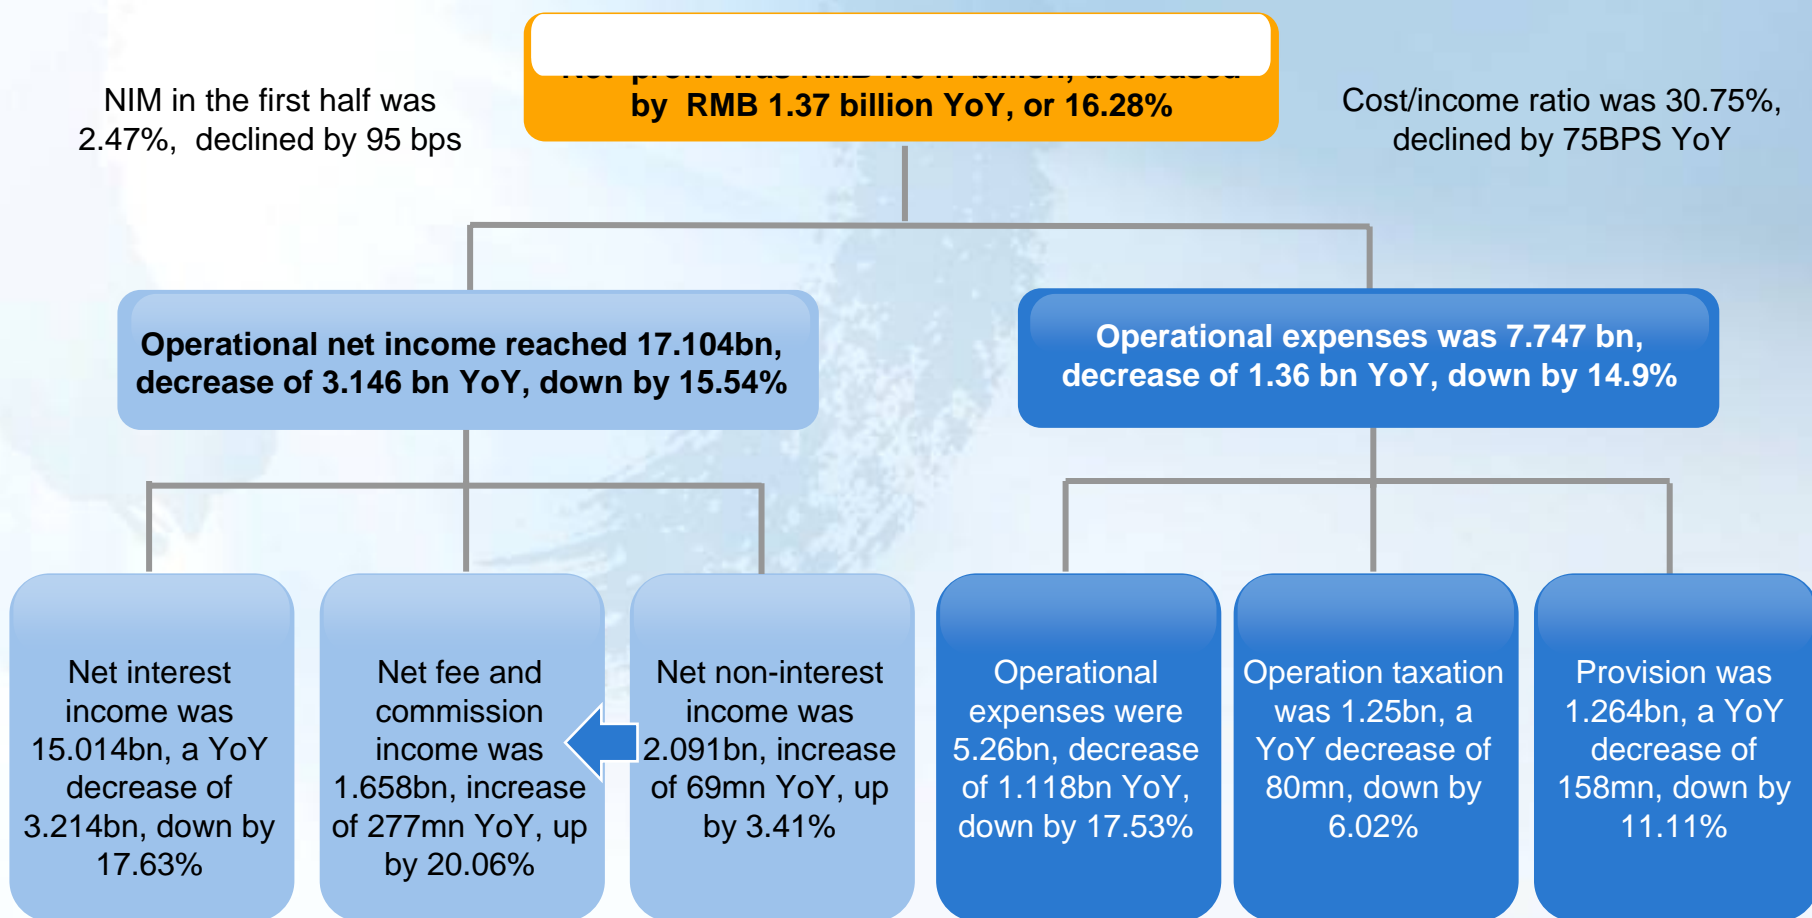 Net profit was RMB billion, decreased
by RMB 1.37 billion YoY, or 16.28%
NIM in the first half was
2.47%, declined by 95 bps
Cost/income ratio was 30.75%,
declined by 75BPS YoY
Operational net income reached 17.104bn,
decrease of 3.146 bn YoY, down by 15.54%
Operational expenses was 7.747 bn,
decrease of 1.36 bn YoY, down by 14.9%
Net interest
income was
15.014bn, a YoY
decrease of
3.214bn, down by
17.63%
Net fee and
commission
income was
1.658bn, increase
of 277mn YoY, up
by 20.06%
Net non-interest
income was
2.091bn, increase
of 69mn YoY, up
by 3.41%
Operational
expenses were
5.26bn, decrease
of 1.118bn YoY,
down by 17.53%
Operation taxation
was 1.25bn, a
YoY decrease of
80mn, down by
6.02%
Provision was
1.264bn, a YoY
decrease of
158mn, down by
11.11%